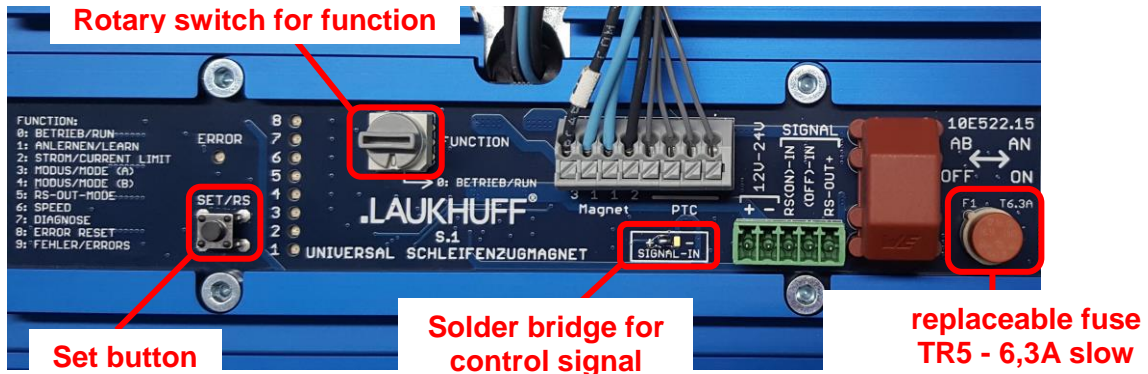 Rotary switch for function
FUNCTION:
0: BETRIEB/RUN
1: ANLERNEN/LEARN
2: STROM/CURRENT LIMIT
3: MODUS/MODE (A)
4: MODUS/MODE (B)
5: RS-OUT-MODE
6: SPEED
7: DIAGNOSE
8: ERROR RESET
9: FEHLER/ERRORS
ERROR
SET/RS
8
7
6
5
4
3
2
1
FUNCTION
0: BETRIEB/RUN
.LAUKHUFF®
S.1
UNIVERSAL SCHLEIFENZUGMAGNET
3 1 1 2
Magnet
PTC
+ -
SIGNAL-IN
12V-24V
+
SIGNAL
RS(ON)-IN
(OFF)-IN
RS-OUT+
10E522.15
AB AN
OFF ON
F1 T6.3A
Set button
Solder bridge for
control signal
replaceable fuse
TR5 - 6,3A slow